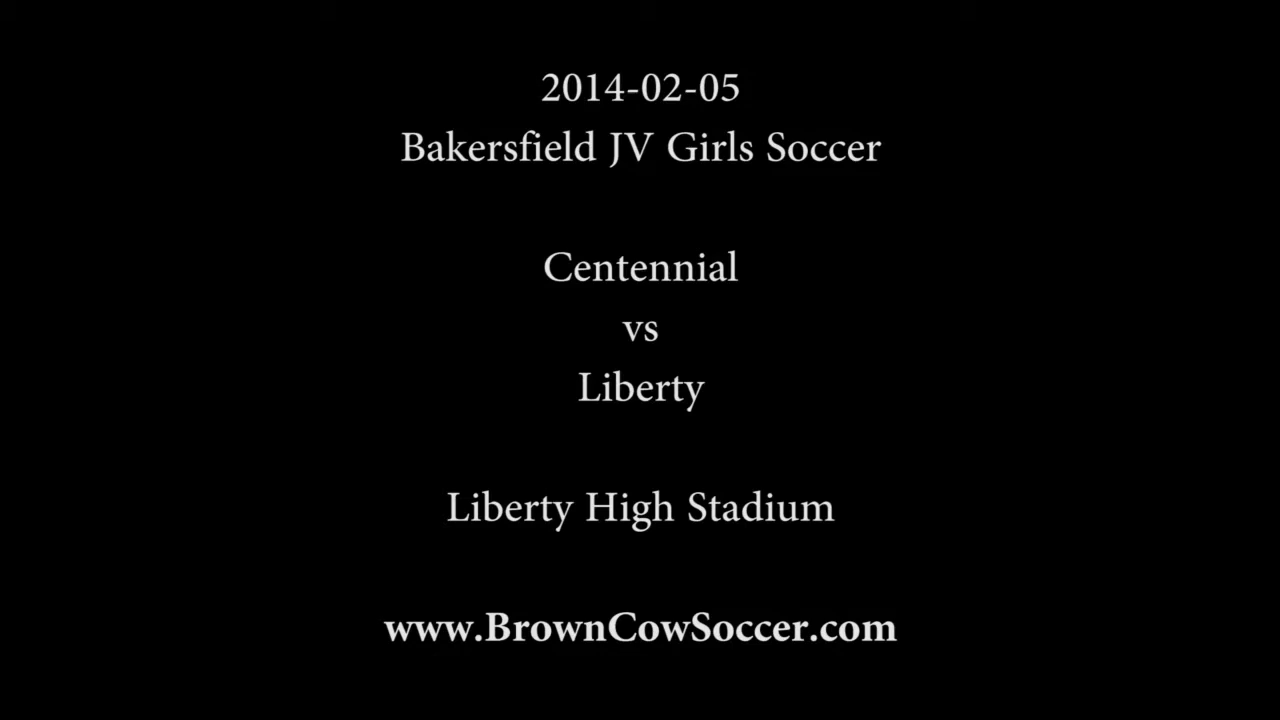 2014-02-05
Bakersfield JV Girls Soccer
Centennial
vs
Liberty
Liberty High Stadium
www.BrownCowSoccer.com